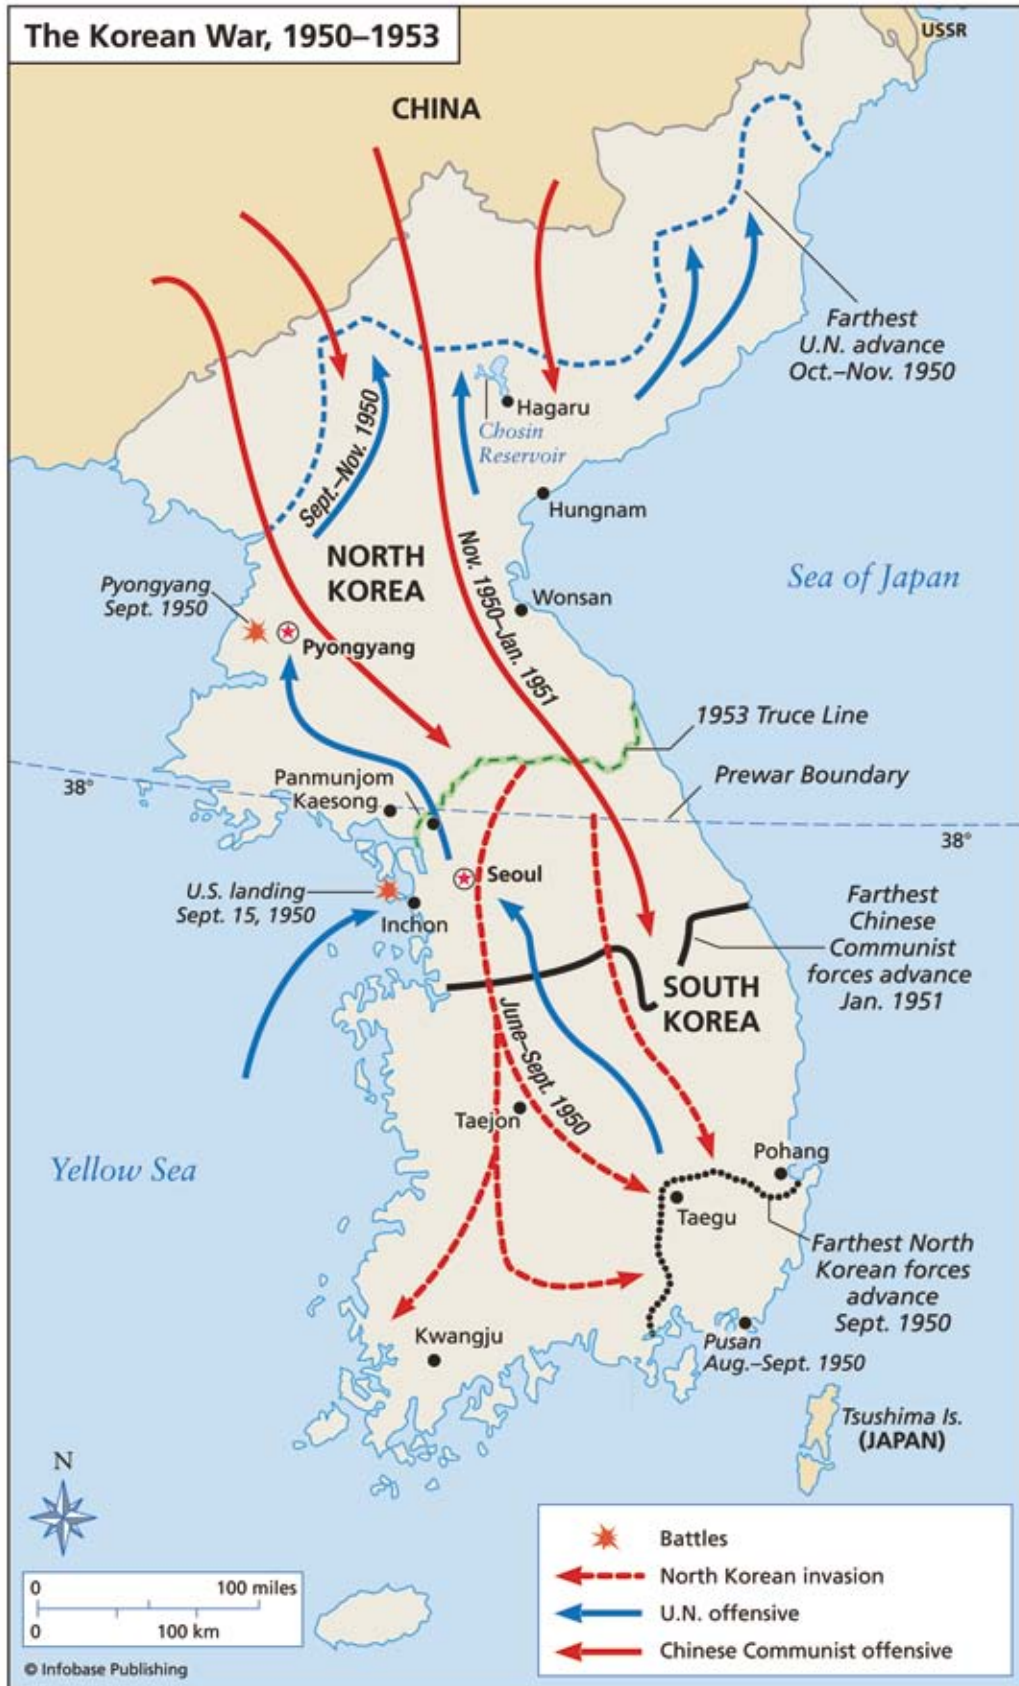 The Korean War, 1950–1953
USSR
CHINA
Farthest
U.N. advance
Oct.–Nov. 1950
Sept.–Nov. 1950
Hagaru
Chosin
Reservoir
Hungnam
NORTH
KOREA
Nov. 1950–Jan. 1951
Sea of Japan
Pyongyang
Sept. 1950
Wonsan
Pyongyang
1953 Truce Line
Prewar Boundary
38°
Panmunjom
Kaesong
38°
Seoul
U.S. landing
Sept. 15, 1950
Inchon
Farthest
Chinese
Communist
forces advance
Jan. 1951
SOUTH
KOREA
June–Sept. 1950
Taejon
Yellow Sea
Pohang
Taegu
Farthest North
Korean forces
advance
Sept. 1950
Kwangju
Pusan
Aug.–Sept. 1950
Tsushima Is.
(JAPAN)
N
0 100 miles
0 100 km
© Infobase Publishing
Battles
North Korean invasion
U.N. offensive
Chinese Communist offensive